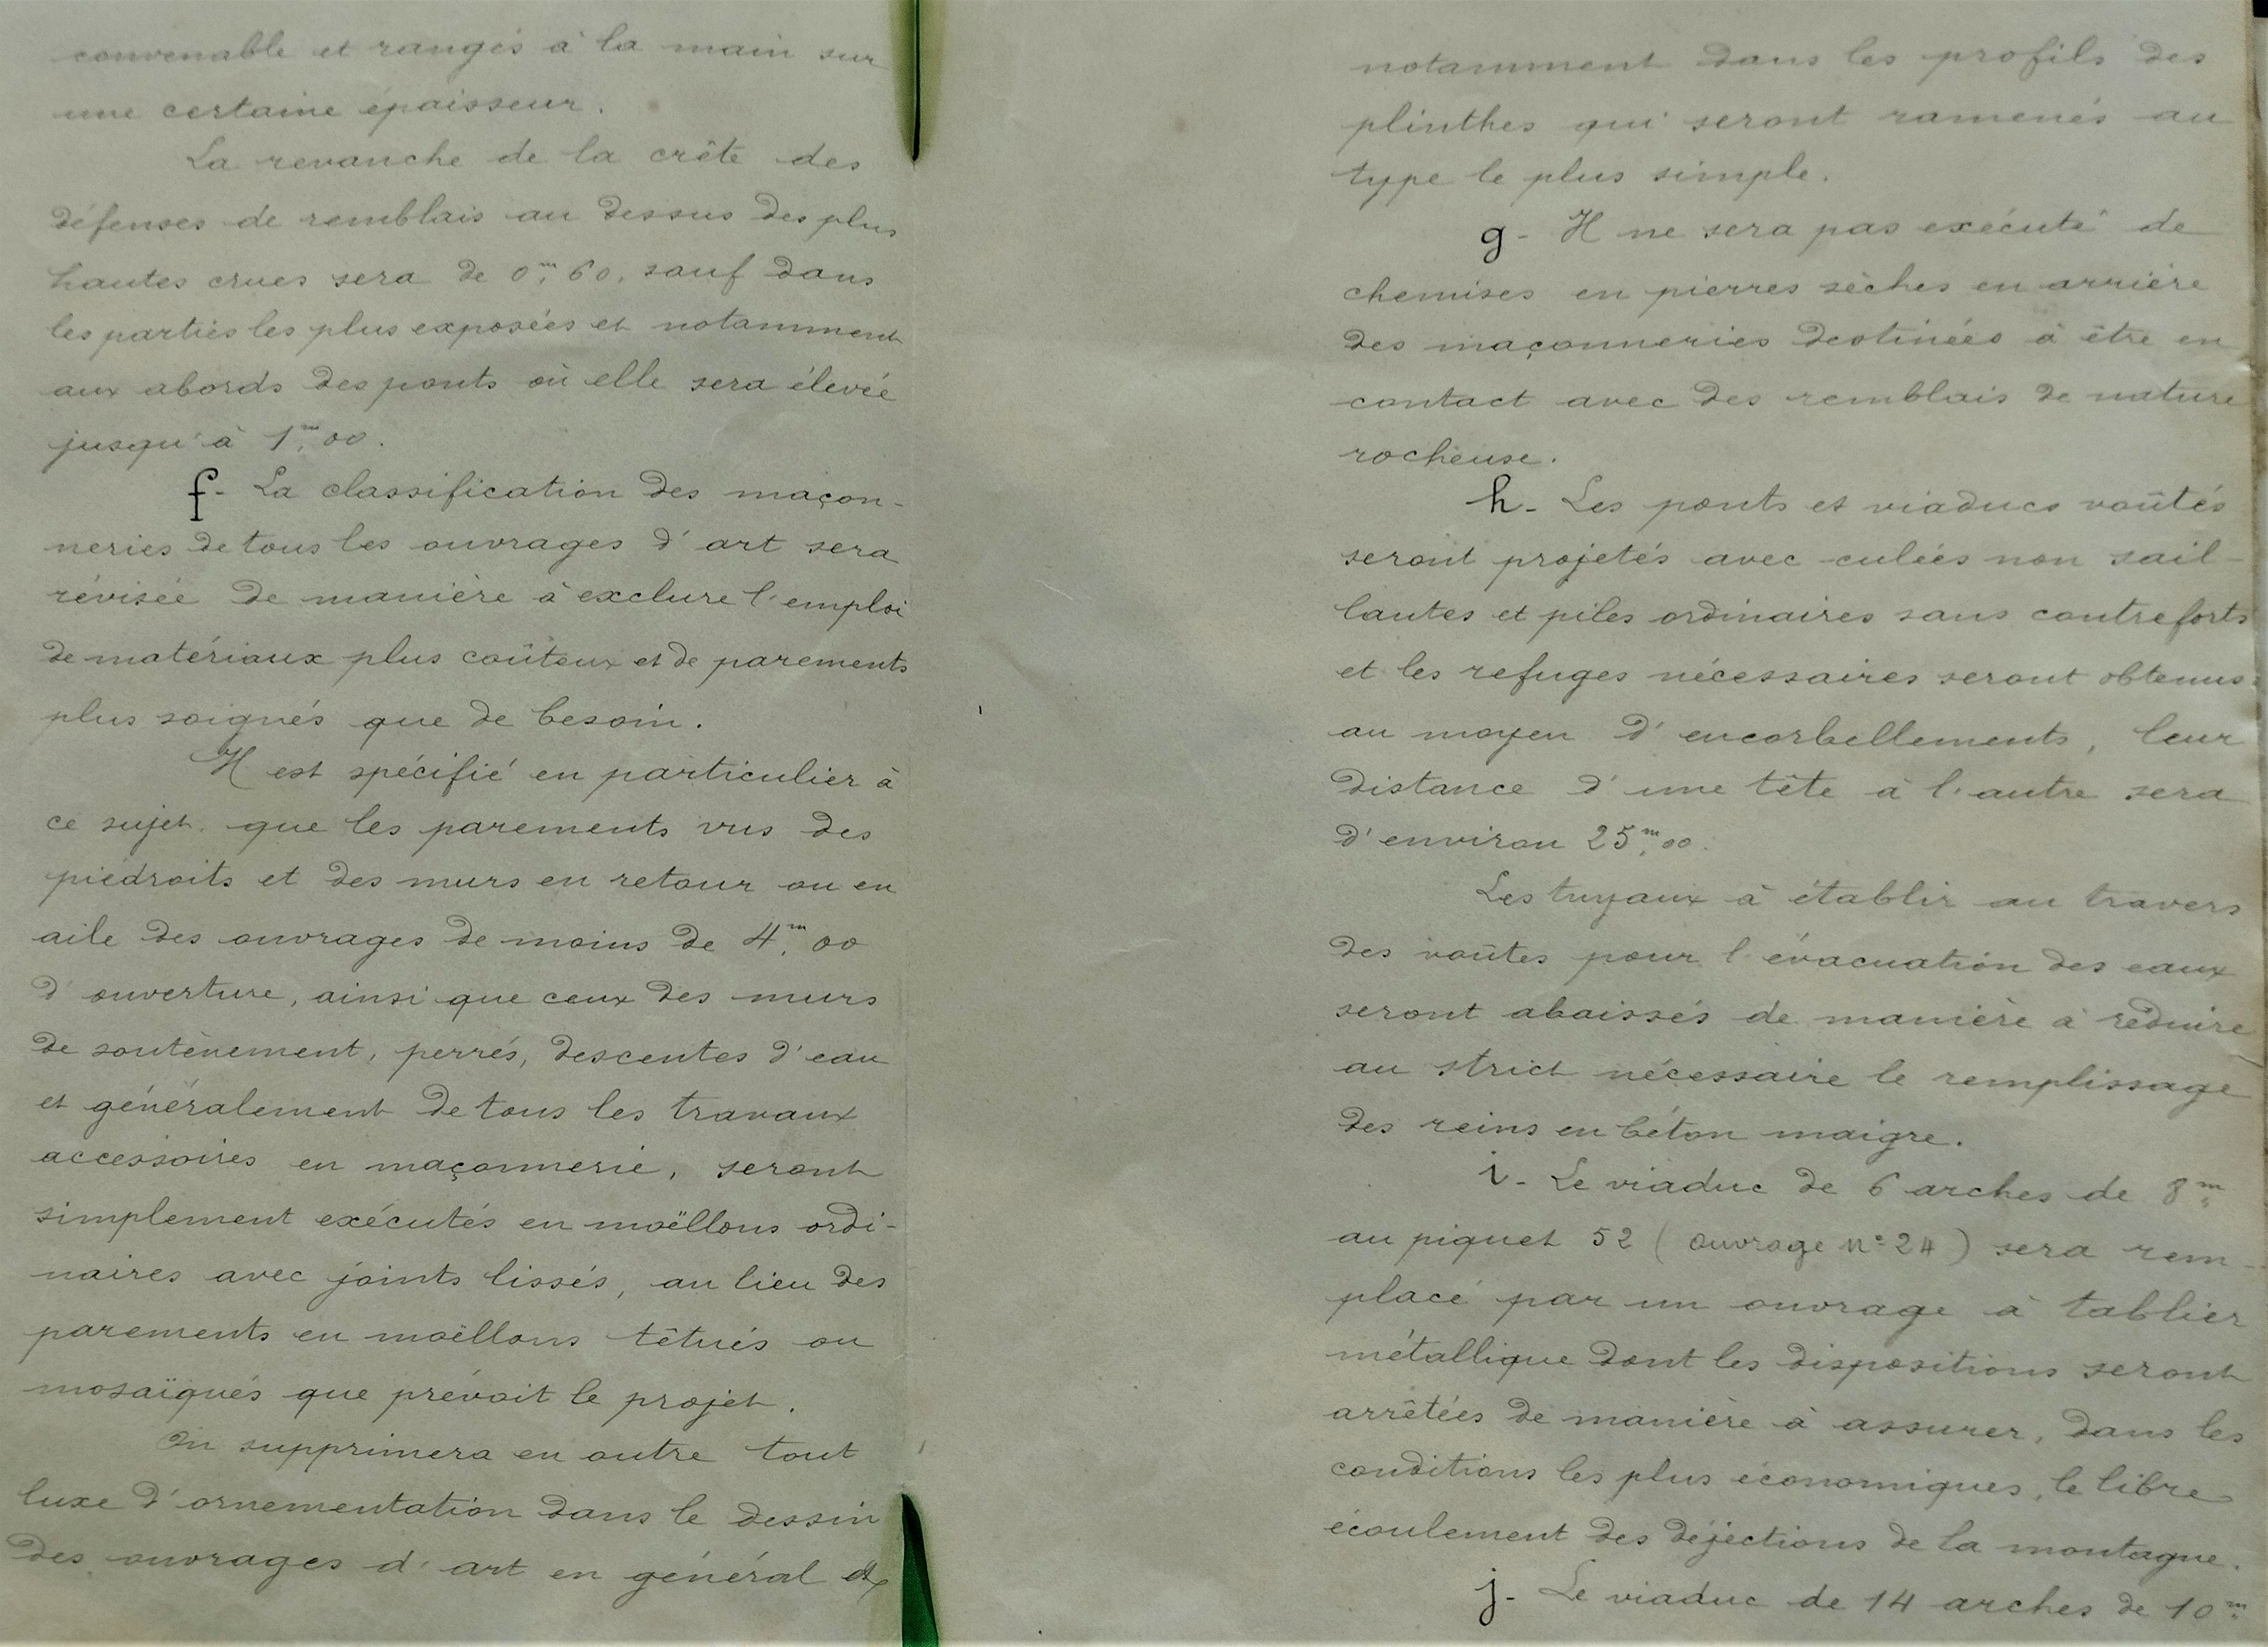 convenable et rangés à la main sur
une certaine épaisseur.
La revanche de la crête des
défenses de remblais au dessus des plus
hautes crues sera de 0m,60, sauf dans
les parties les plus exposées et notamment
aux abords des ponts où elle sera élevée
jusqu'à 1m,00.
f- La classification des maçon-
neries de tous les ouvrages d'art sera
révisée de manière à exclure l'emploi
de matériaux plus coûteux et de parements
plus soignés que de besoin.
Il est spécifié en particulier à
ce sujet, que les parements vus des
piédroits et des murs en retour ou en
aile des ouvrages de moins de 4m,00
d'ouverture, ainsi que ceux des murs
de soutènement, perrés, descentes d'eau
et généralement de tous les travaux
accessoires en maçonnerie, seront
simplement exécutés en moëllons ordi-
naires avec joints lissés, au lieu des
parements en moëllons têtués ou
mosaïqués que prévoit le projet.
On supprimera en outre tout
luxe d'ornementation dans le dessin
des ouvrages d'art en général et
notamment dans les profils des
plinthes qui seront ramenés au
type le plus simple.
g- Il ne sera pas exécuté de
chemises en pierres sèches en arrière
des maçonneries destinées à être en
contact avec des remblais de nature
rocheuse.
h- Les ponts et viaducs voûtés
seront projetés avec culées non sail-
lantes et piles ordinaires sans contreforts
et les refuges nécessaires seront obtenus
au moyen d'encorbellements, leur
distance d'une tête à l'autre sera
d'environ 25m,00.
Les tuyaux à établir au travers
des voûtes pour l'évacuation des eaux
seront abaissés de manière à réduire
au strict nécessaire le remplissage
des reins en béton maigre.
i- Le viaduc de 6 arches de 8m
au piquet 52 (ouvrage N° 24) sera rem-
placé par un ouvrage à tablier
métallique dont les dispositions seront
arrêtées de manière à assurer, dans les
conditions les plus économiques, le libre
écoulement des déjections de la montagne.
j- Le viaduc de 14 arches de 10m